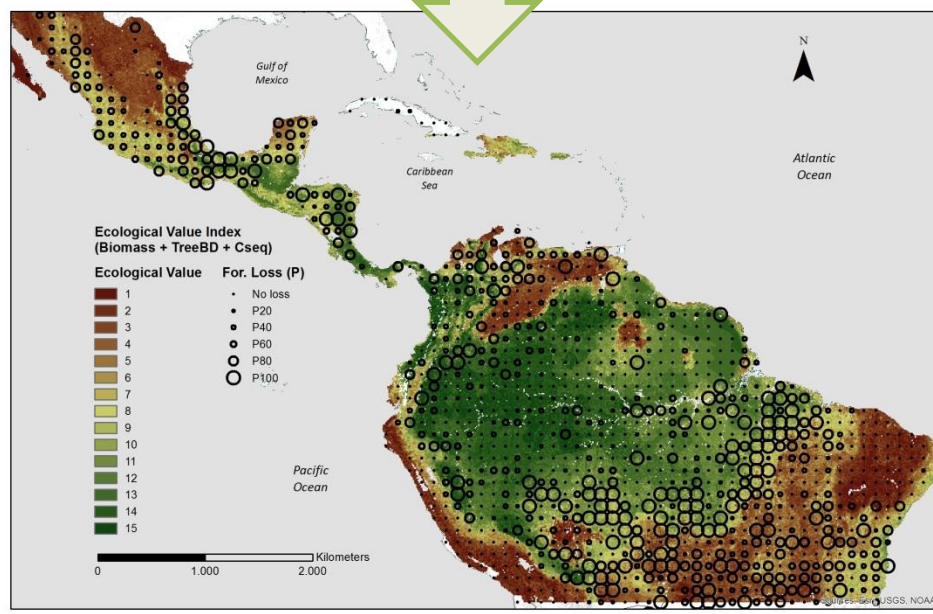 N
Gulf of
Mexico
Caribbean
Sea
Atlantic
Ocean
Pacific
Ocean
Ecological Value Index
(Biomass + TreeBD + Cseq)
Ecological Value
1
2
3
4
5
6
7
8
9
10
11
12
13
14
15
For. Loss (P)
No loss
P20
P40
P60
P80
P100
Kilometers
0 1.000 2.000
USGS, NOAA